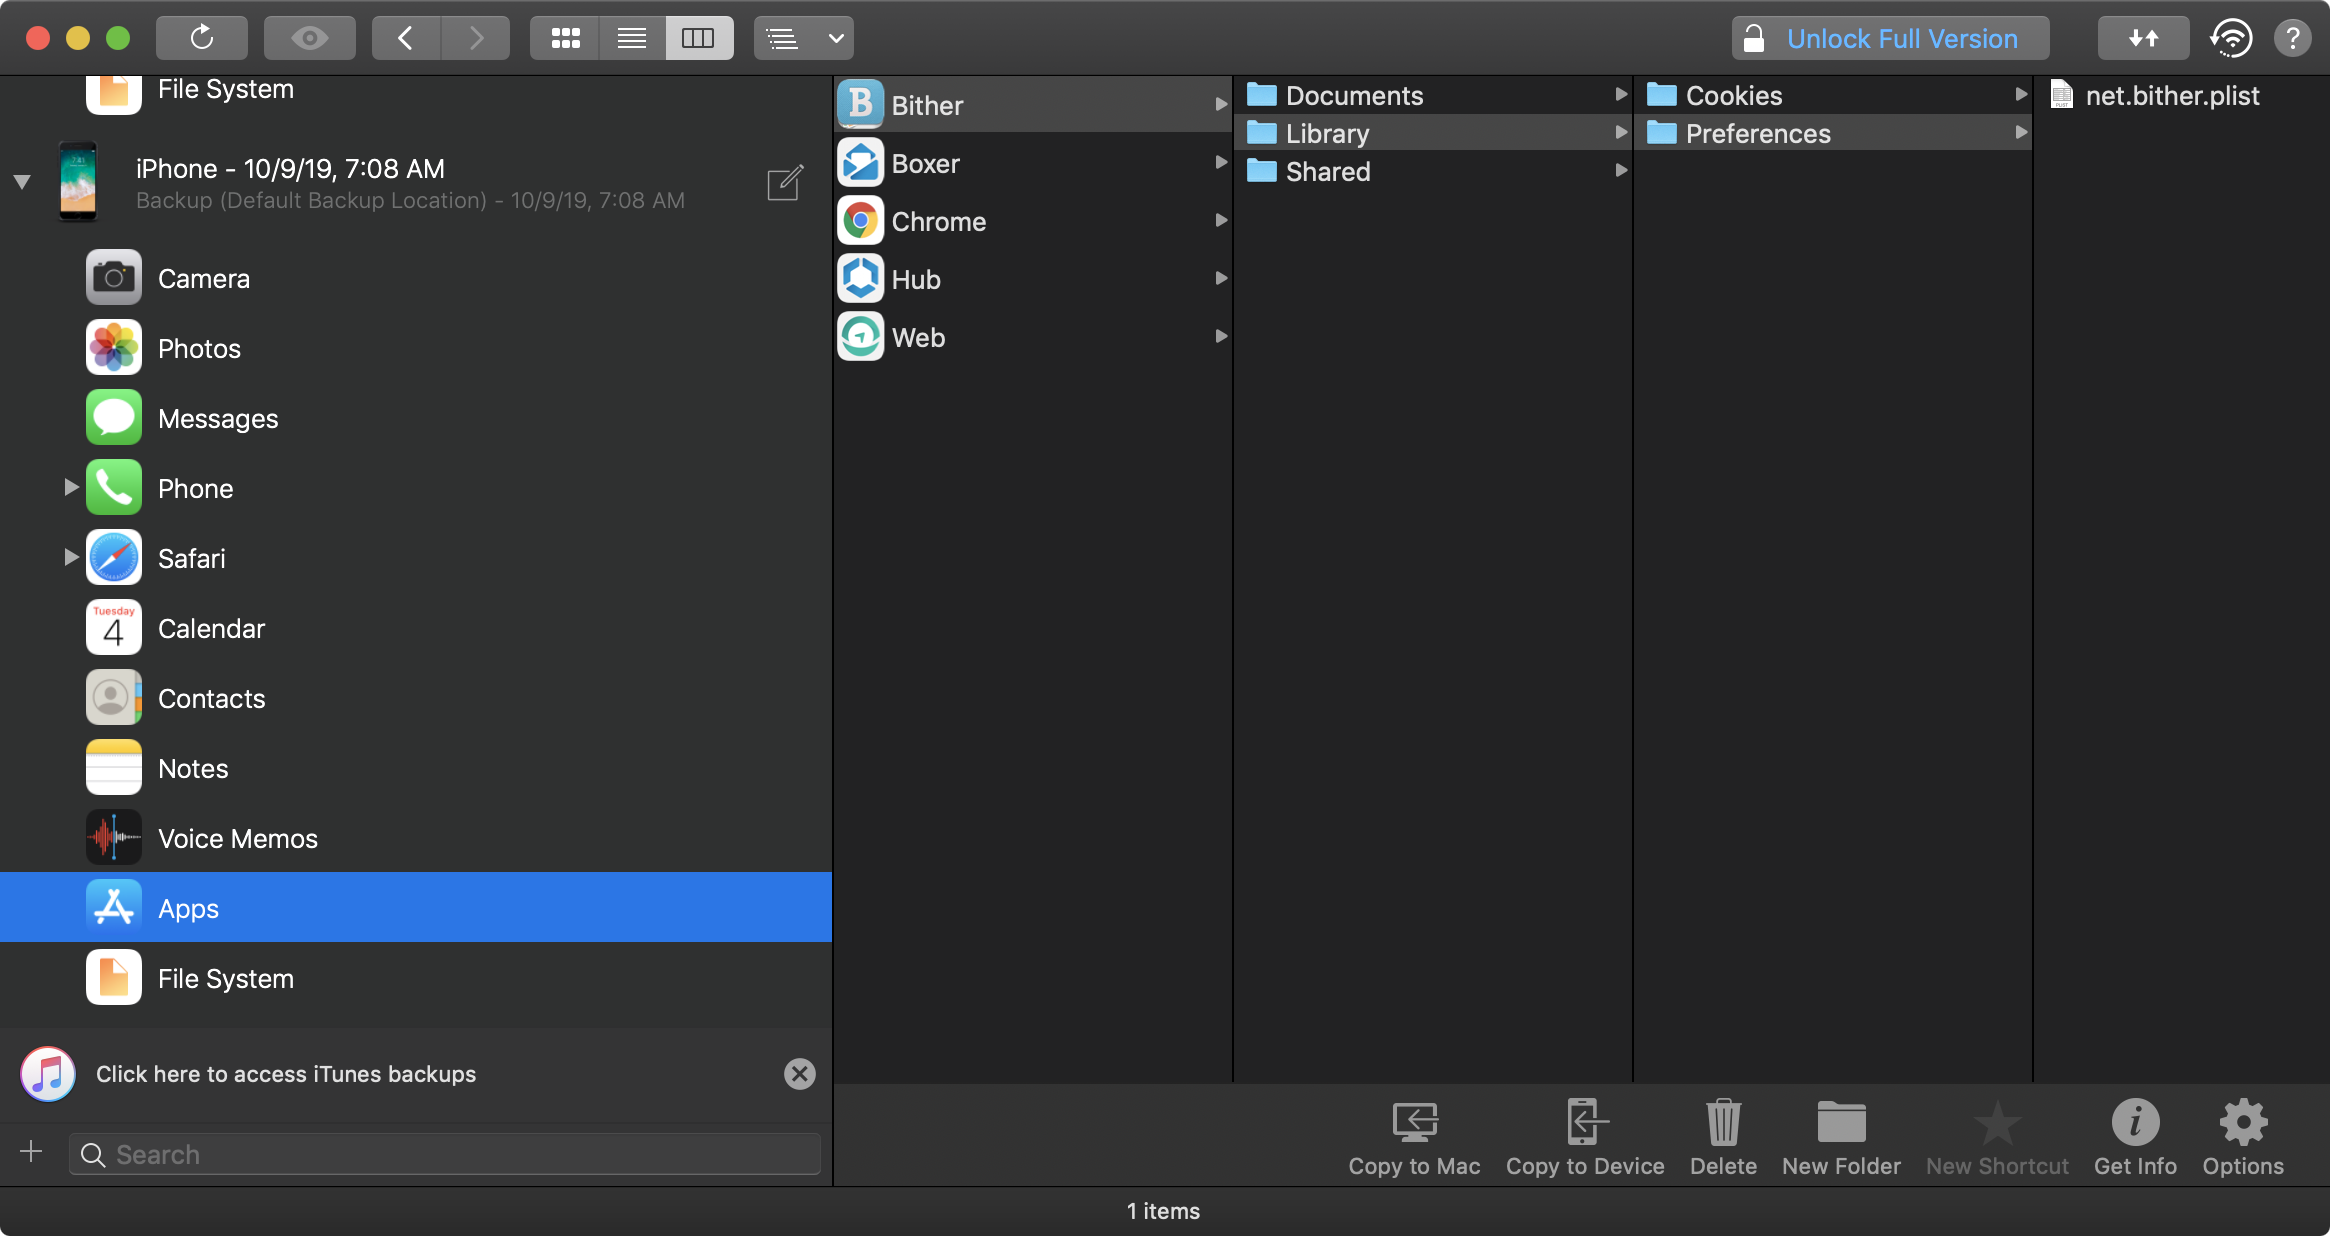 Unlock Full Version
?
File System
iPhone - 10/9/19, 7:08 AM
Backup (Default Backup Location) - 10/9/19, 7:08 AM
Camera
Photos
Messages
Phone
Safari
Tuesday
4
Calendar
Contacts
Notes
Voice Memos
Apps
File System
Click here to access iTunes backups
Search
B
Bither
Boxer
Chrome
Hub
Web
Documents
Library
Shared
Cookies
Preferences
PLIST
net.bither.plist
Copy to Mac
Copy to Device
Delete
New Folder
New Shortcut
i
Get Info
Options
1 items